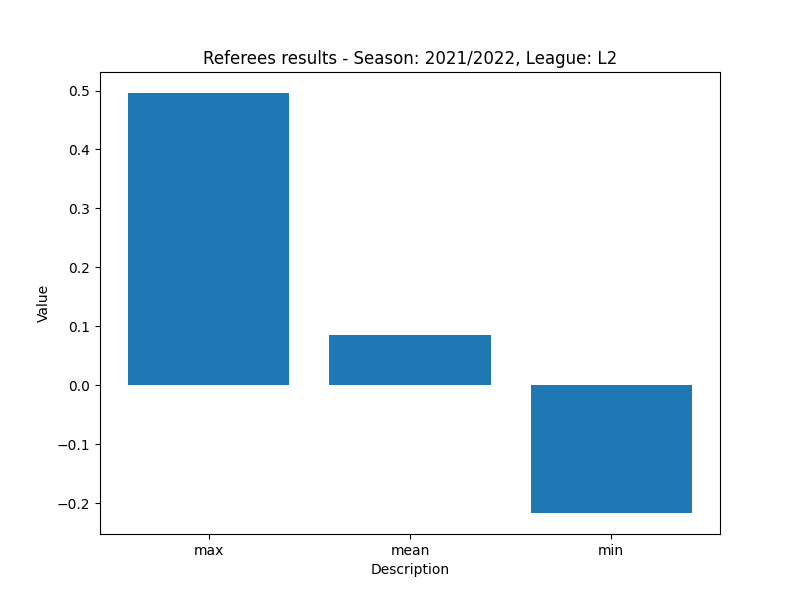 Referees results - Season: 2021/2022, League: L2
0.5
0.4
0.3
0.2
0.1
0.0
−0.1
−0.2
Value
max mean min
Description